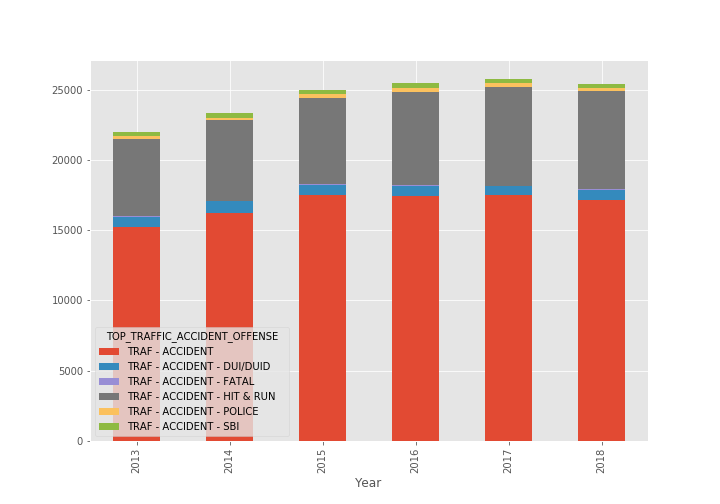 25000
20000
15000
10000
5000
0
TOP_TRAFFIC_ACCIDENT_OFFENSE
TRAF - ACCIDENT
TRAF - ACCIDENT - DUI/DUID
TRAF - ACCIDENT - FATAL
TRAF - ACCIDENT - HIT & RUN
TRAF - ACCIDENT - POLICE
TRAF - ACCIDENT - SBI
2013
2014
2015
2016
2017
2018
Year